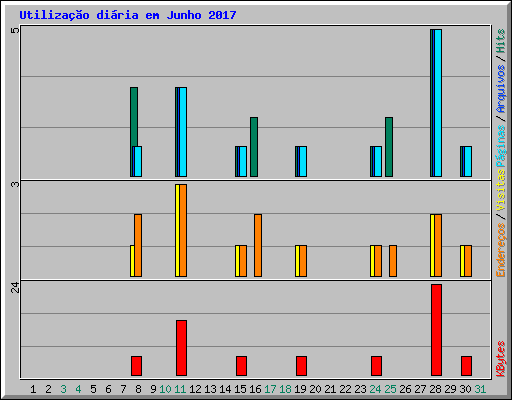 Utilização diária em Junho 2017
5
3
24
Endereços / Visitas Páginas / Arquivos / Hits
KBytes
1 2 3 4 5 6 7 8 9 10 11 12 13 14 15 16 17 18 19 20 21 22 23 24 25 26 27 28 29 30 31